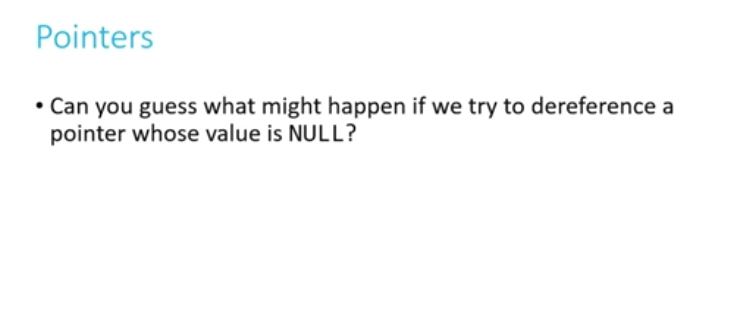 Pointers
• Can you guess what might happen if we try to dereference a
pointer whose value is NULL?